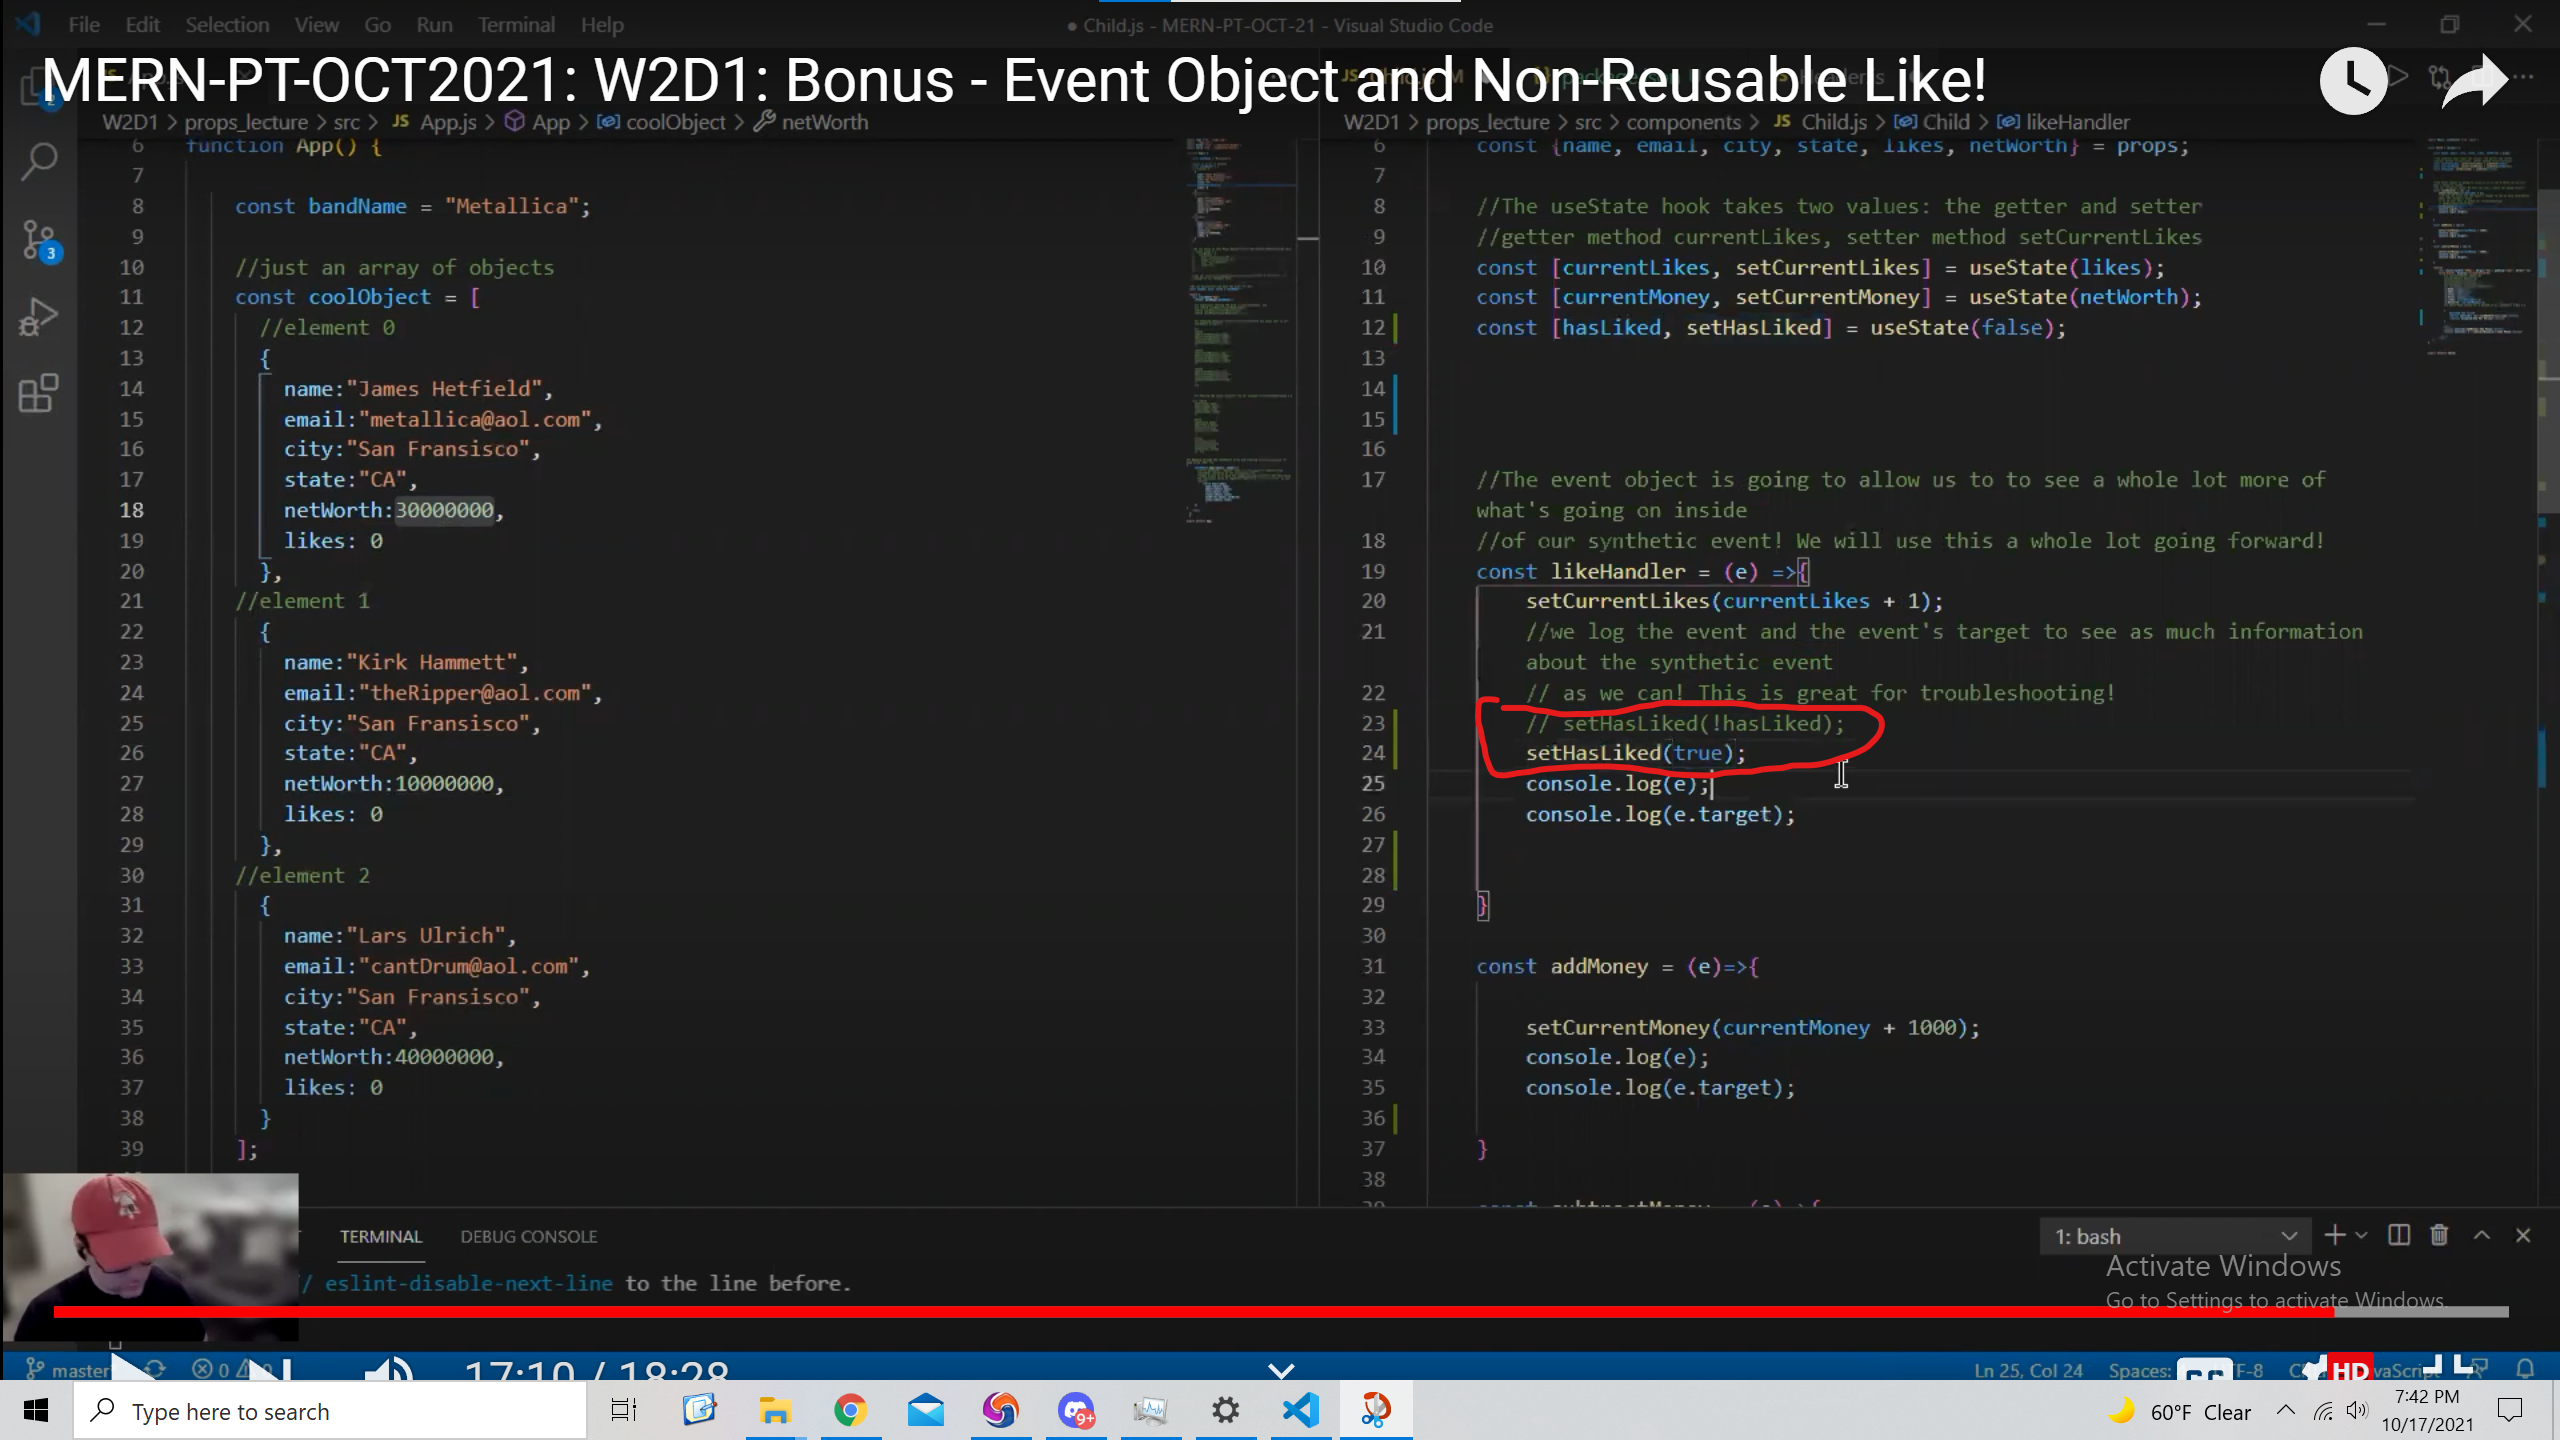 File Edit Selection View Go Run Terminal Help
● Child.js - MERN-PT-OCT-21 - Visual Studio Code
MERN-PT-OCT2021: W2D1: Bonus - Event Object and Non-Reusable Like!
W2D1 > props_lecture > src > JS App.js > App > coolObject > netWorth
6 function App() {
7
8 const bandName = "Metallica";
9
10 //just an array of objects
11 const coolObject = [
12 //element 0
13 {
14 name:"James Hetfield",
15 email:"metallica@aol.com",
16 city:"San Fransisco",
17 state:"CA",
18 netWorth:30000000,
19 likes: 0
20 },
21 //element 1
22 {
23 name:"Kirk Hammett",
24 email:"theRipper@aol.com",
25 city:"San Fransisco",
26 state:"CA",
27 netWorth:10000000,
28 likes: 0
29 },
30 //element 2
31 {
32 name:"Lars Ulrich",
33 email:"cantDrum@aol.com",
34 city:"San Fransisco",
35 state:"CA",
36 netWorth:40000000,
37 likes: 0
38 }
39 ];
W2D1 > props_lecture > src > components > JS Child.js > Child > likeHandler
6 const {name, email, city, state, likes, netWorth} = props;
7
8 //The useState hook takes two values: the getter and setter
9 //getter method currentLikes, setter method setCurrentLikes
10 const [currentLikes, setCurrentLikes] = useState(likes);
11 const [currentMoney, setCurrentMoney] = useState(netWorth);
12 const [hasLiked, setHasLiked] = useState(false);
13
14
15
16
17 //The event object is going to allow us to to see a whole lot more of
what's going on inside
18 //of our synthetic event! We will use this a whole lot going forward!
19 const likeHandler = (e) =>{
20 setCurrentLikes(currentLikes + 1);
21 //we log the event and the event's target to see as much information
about the synthetic event
22 // as we can! This is great for troubleshooting!
23 // setHasLiked(!hasLiked);
24 setHasLiked(true);
25 console.log(e);
26 console.log(e.target);
27
28
29 }
30
31 const addMoney = (e)=>{
32
33 setCurrentMoney(currentMoney + 1000);
34 console.log(e);
35 console.log(e.target);
36
37 }
38
2
3
TERMINAL DEBUG CONSOLE
1: bash
/ eslint-disable-next-line to the line before.
Activate Windows
Go to Settings to activate Windows.
master
0
17:10 / 18:28
Ln 25, Col 24 Spaces:
HD
Type here to search
9+
60°F Clear
7:42 PM
10/17/2021